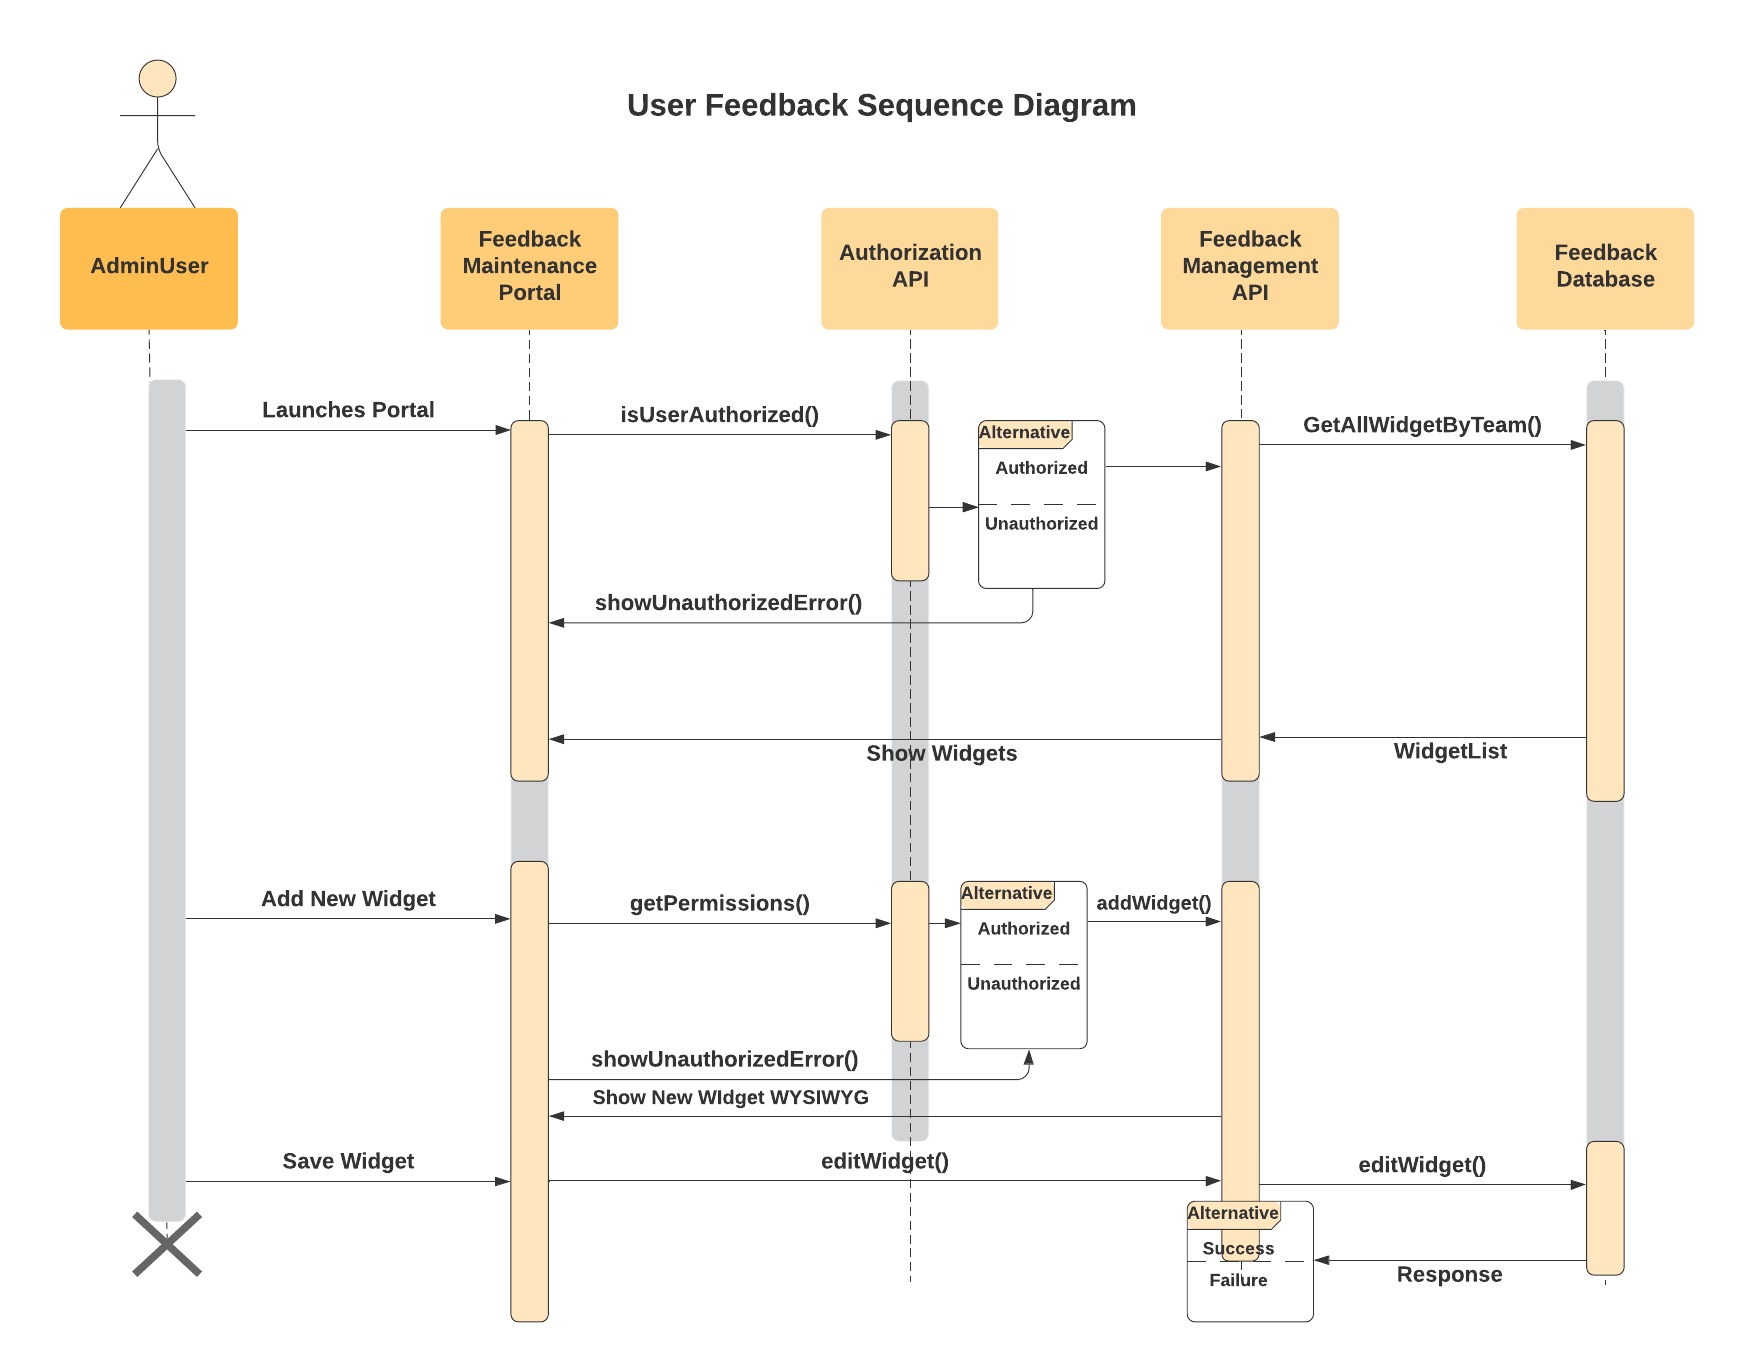 User Feedback Sequence Diagram
AdminUser
Feedback
Maintenance
Portal
Authorization
API
Feedback
Management
API
Feedback
Database
Launches Portal
isUserAuthorized()
Alternative
Authorized
Unauthorized
GetAllWidgetByTeam()
showUnauthorizedError()
Show Widgets
WidgetList
Add New Widget
getPermissions()
Alternative
Authorized
Unauthorized
addWidget()
showUnauthorizedError()
Show New WIdget WYSIWYG
Save Widget
editWidget()
editWidget()
Alternative
Success
Failure
Response